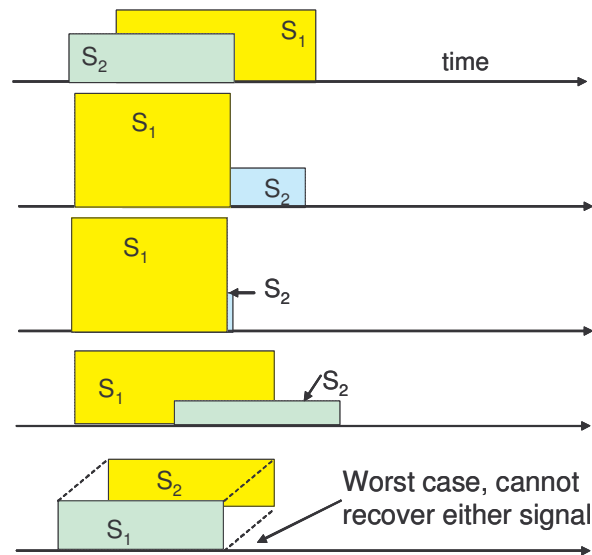 S₁
S₂
time
S₁
S₂
S₁
S₂
S₁
S₂
S₂
S₁
Worst case, cannot
recover either signal